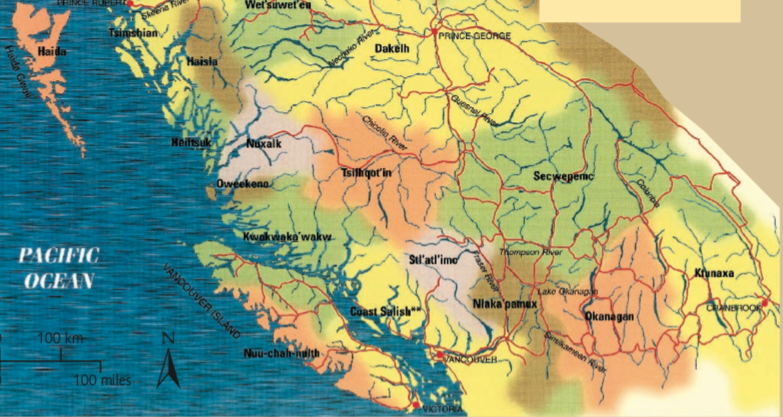 PRINCE RUPERT
Skeena River
Wet'suwet'en
Tsimshian
Haida
Haida Gwaii
Haisla
Nechako River
Dakelh
PRINCE GEORGE
Quesnel River
Heiltsuk
Nuxalk
Chilcotin River
Tsilhqot'in
Secwepemc
Columbia
Oweekeno
Kwakwaka'wakw
PACIFIC
OCEAN
VANCOUVER ISLAND
Stl'atl'imc
Fraser River
Thompson River
Nlaka'pamux
Lake Okanagan
Okanagan
Ktunaxa
CRANBROOK
Coast Salish**
Similkameen River
Nuu-chah-nulth
VANCOUVER
VICTORIA
100 km
100 miles
N